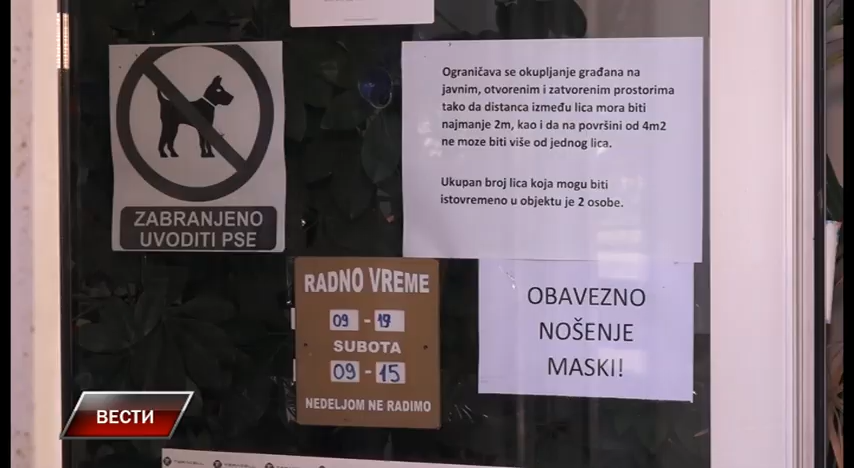 ZABRANJENO
UVODITI PSE
Ograničava se okupljanje građana na
javnim, otvorenim i zatvorenim prostorima
tako da distanca između lica mora biti
najmanje 2m, kao i da na površini od 4m2
ne moze biti više od jednog lica.
Ukupan broj lica koja mogu biti
istovremeno u objektu je 2 osobe.
RADNO VREME
09 - 19
SUBOTA
09 - 15
NEDELJOM NE RADIMO
OBAVEZNO
NOŠENJE
MASKI!
ВЕСТИ